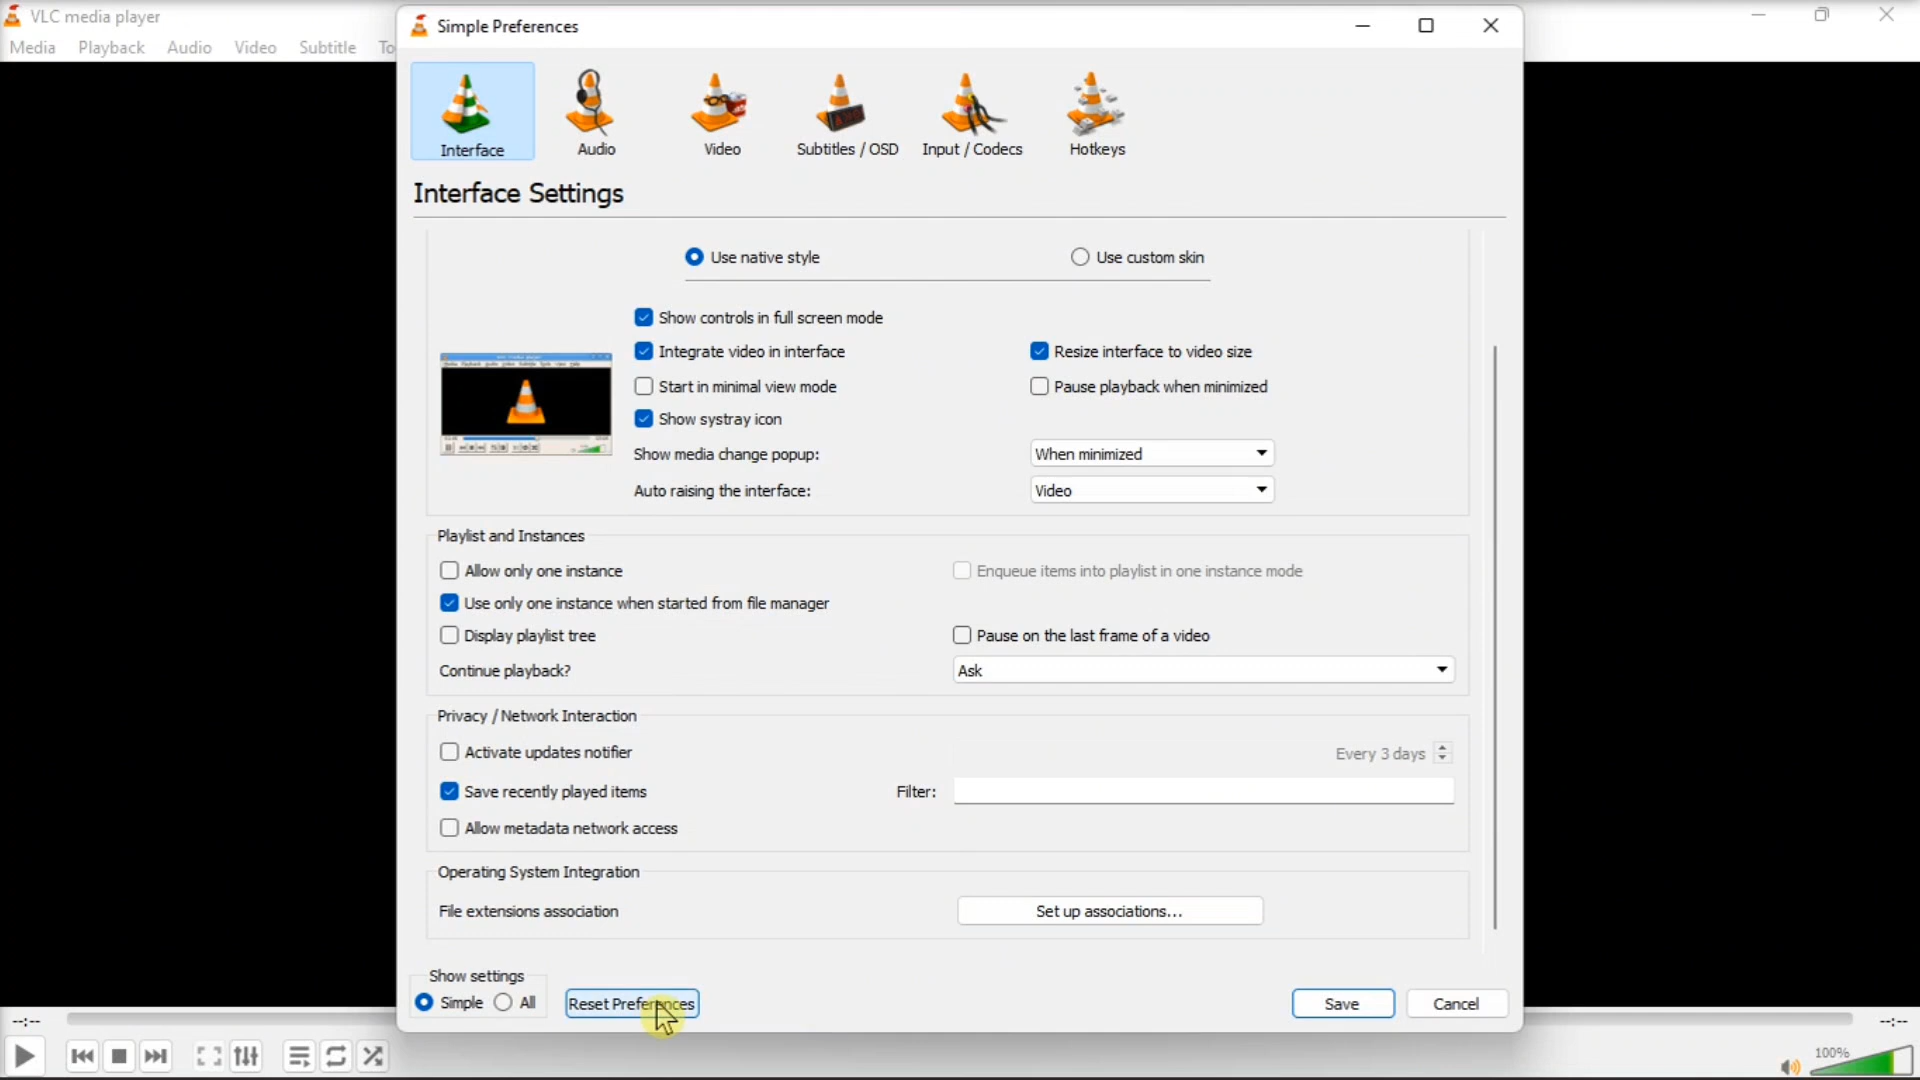 VLC media player
Media Playback Audio Video Subtitle To
Simple Preferences
Interface Audio Video Subtitles / OSD Input / Codecs Hotkeys
Interface Settings
Use native style Use custom skin
Show controls in full screen mode
Integrate video in interface Resize interface to video size
Start in minimal view mode Pause playback when minimized
Show systray icon
Show media change popup: When minimized
Auto raising the interface: Video
Playlist and Instances
Allow only one instance Enqueue items into playlist in one instance mode
Use only one instance when started from file manager
Display playlist tree Pause on the last frame of a video
Continue playback? Ask
Privacy / Network Interaction
Activate updates notifier Every 3 days
Save recently played items Filter:
Allow metadata network access
Operating System Integration
File extensions association Set up associations...
Show settings
Simple All Reset Preferences Save Cancel
--:-- --:--
100%